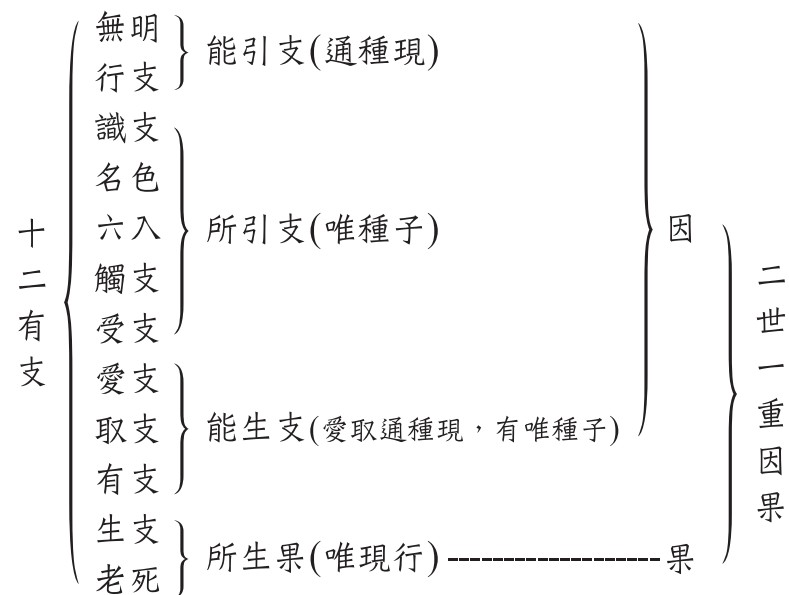 十二有支
無明
行支
能引支(通種現)
識支
名色
六入
觸支
受支
所引支(唯種子)
愛支
取支
有支
能生支(愛取通種現，有唯種子)
因
生支
老死
所生果(唯現行)
果
二世一重因果